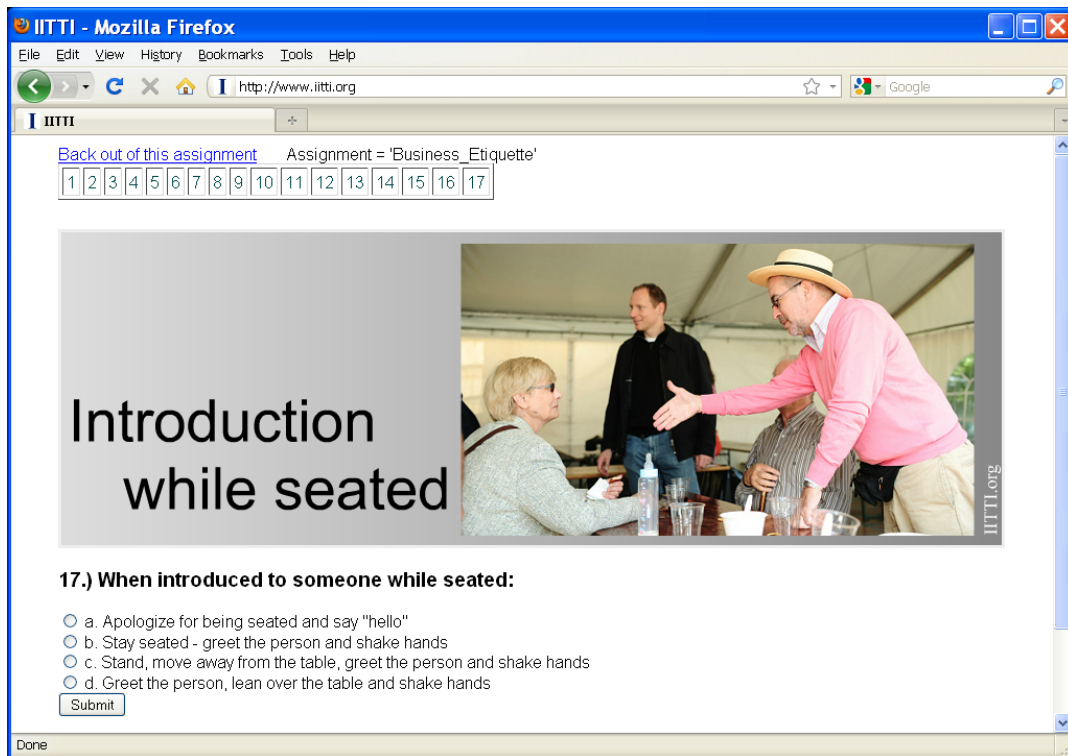 IITTI - Mozilla Firefox
File Edit View History Bookmarks Tools Help
I http://www.iitti.org Google
I IITTI
Back out of this assignment Assignment = 'Business_Etiquette'
1 2 3 4 5 6 7 8 9 10 11 12 13 14 15 16 17
Introduction
while seated
IITTI.org
17.) When introduced to someone while seated:
a. Apologize for being seated and say "hello"
b. Stay seated - greet the person and shake hands
c. Stand, move away from the table, greet the person and shake hands
d. Greet the person, lean over the table and shake hands
Submit
Done